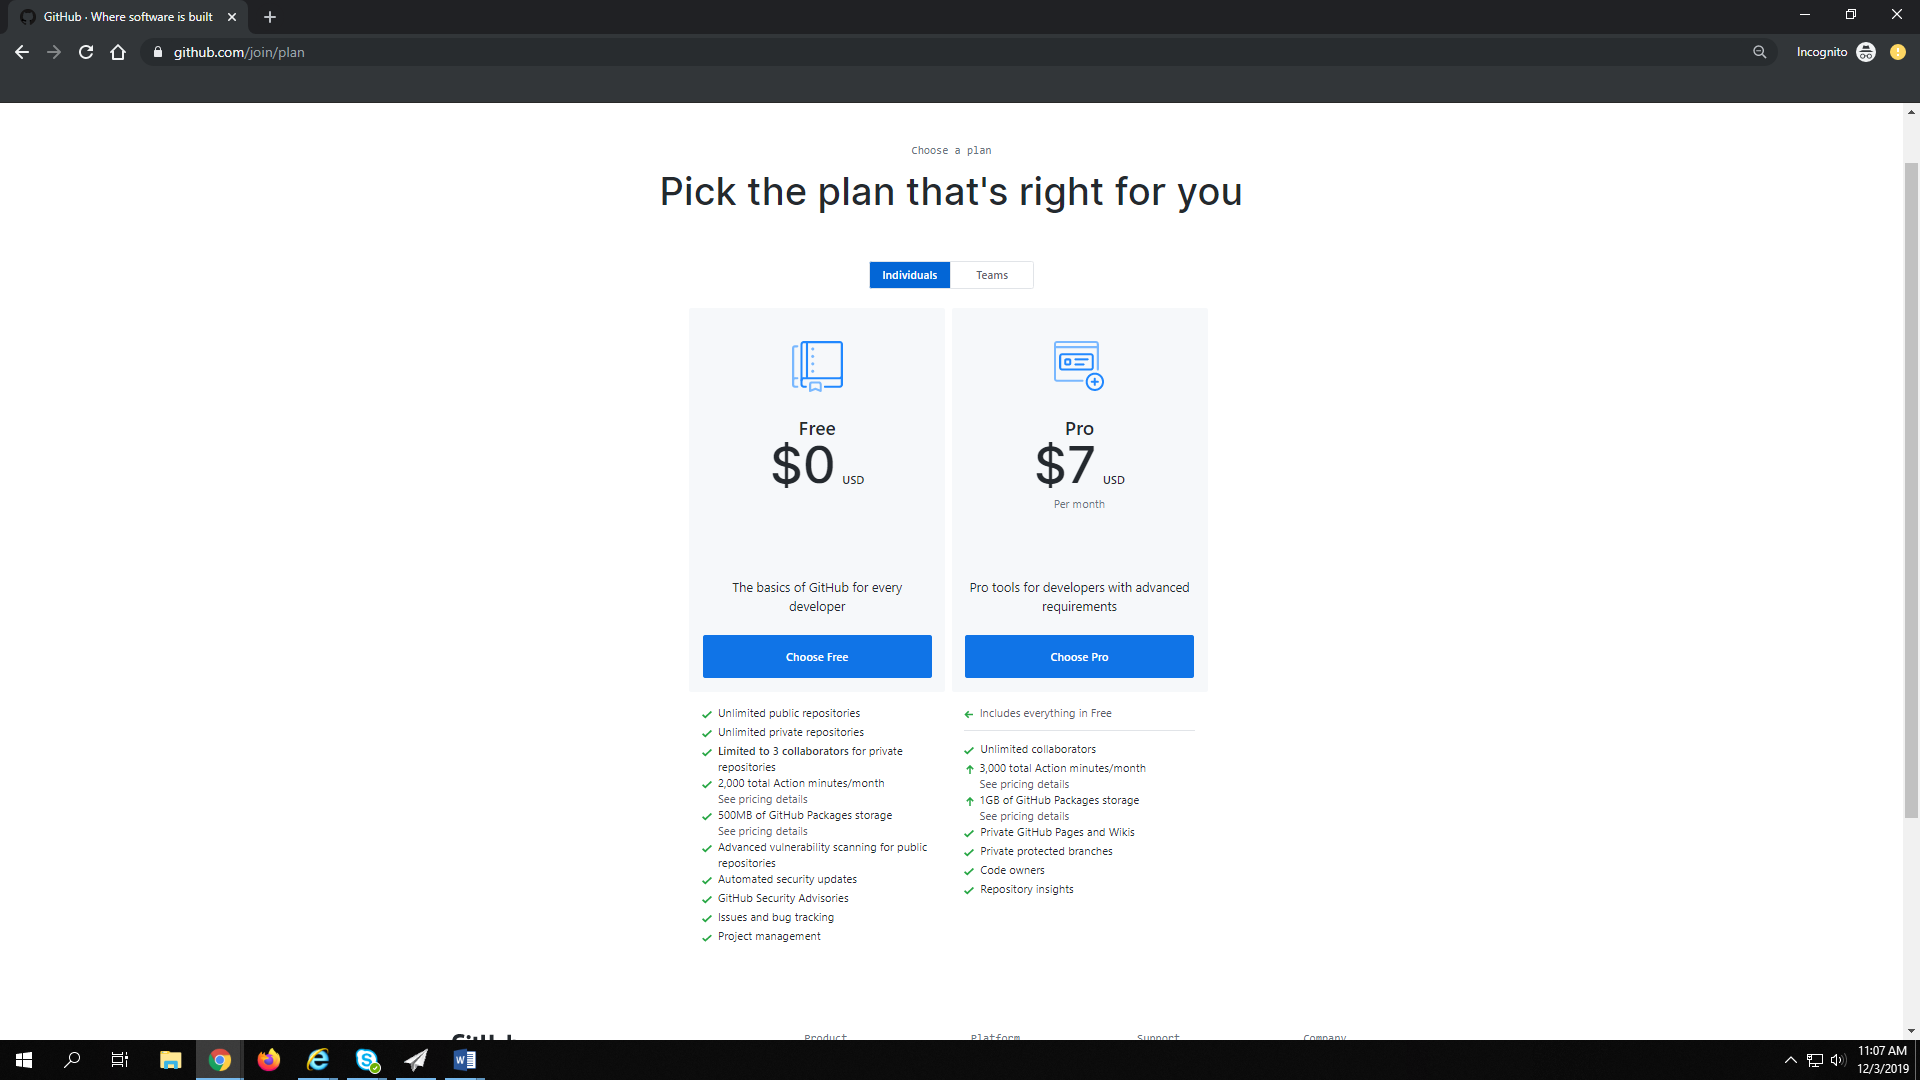 GitHub · Where software is built
github.com/join/plan
Incognito
Choose a plan
Pick the plan that's right for you
Individuals
Teams
Free
$0 USD
The basics of GitHub for every
developer
Choose Free
Unlimited public repositories
Unlimited private repositories
Limited to 3 collaborators for private
repositories
2,000 total Action minutes/month
See pricing details
500MB of GitHub Packages storage
See pricing details
Advanced vulnerability scanning for public
repositories
Automated security updates
GitHub Security Advisories
Issues and bug tracking
Project management
Pro
$7 USD
Per month
Pro tools for developers with advanced
requirements
Choose Pro
Includes everything in Free
Unlimited collaborators
3,000 total Action minutes/month
See pricing details
1GB of GitHub Packages storage
See pricing details
Private GitHub Pages and Wikis
Private protected branches
Code owners
Repository insights
GitHub
Product
Platform
Support
Company
11:07 AM
12/3/2019